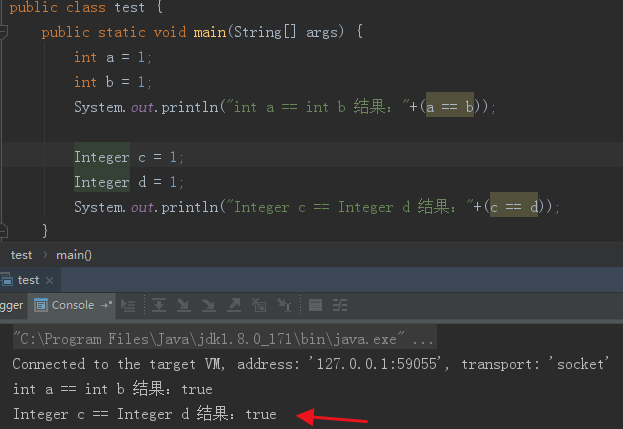 public class test {
public static void main(String[] args) {
int a = 1;
int b = 1;
System.out.println("int a == int b 结果："+(a == b));
Integer c = 1;
Integer d = 1;
System.out.println("Integer c == Integer d 结果："+(c == d));
}
test main()
test ×
gger Console
"C:\Program Files\Java\jdk1.8.0_171\bin\java.exe" ...
Connected to the target VM, address: '127.0.0.1:59055', transport: 'socket'
int a == int b 结果：true
Integer c == Integer d 结果：true